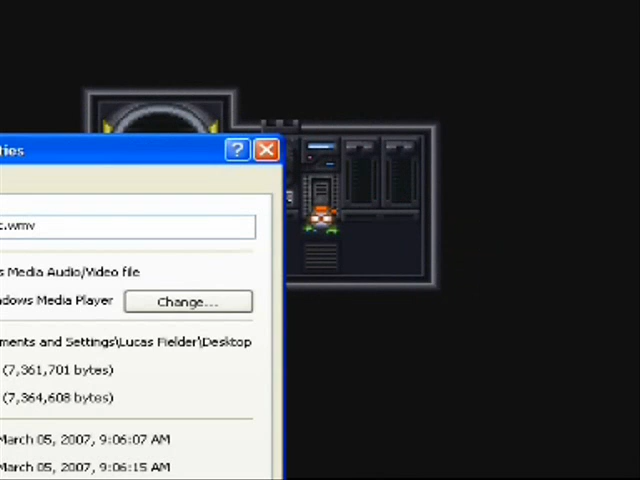 ties
c.wmv
s Media Audio/Video file
ndows Media Player
Change...
ments and Settings\Lucas Fielder\Desktop
(7,361,701 bytes)
(7,364,608 bytes)
March 05, 2007, 9:06:07 AM
March 05, 2007, 9:06:15 AM